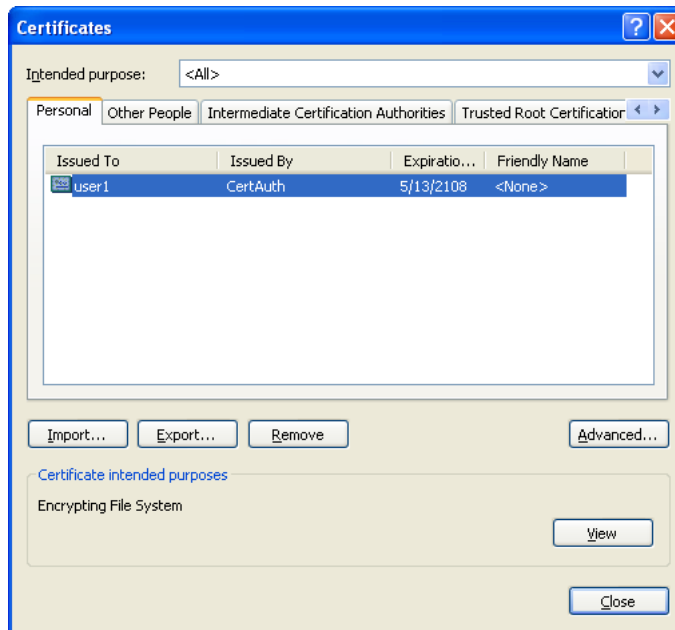 Certificates
Intended purpose: <All>
Personal Other People Intermediate Certification Authorities Trusted Root Certification
Issued To Issued By Expiratio... Friendly Name
user1 CertAuth 5/13/2108 <None>
Import... Export... Remove Advanced...
Certificate intended purposes
Encrypting File System
View
Close